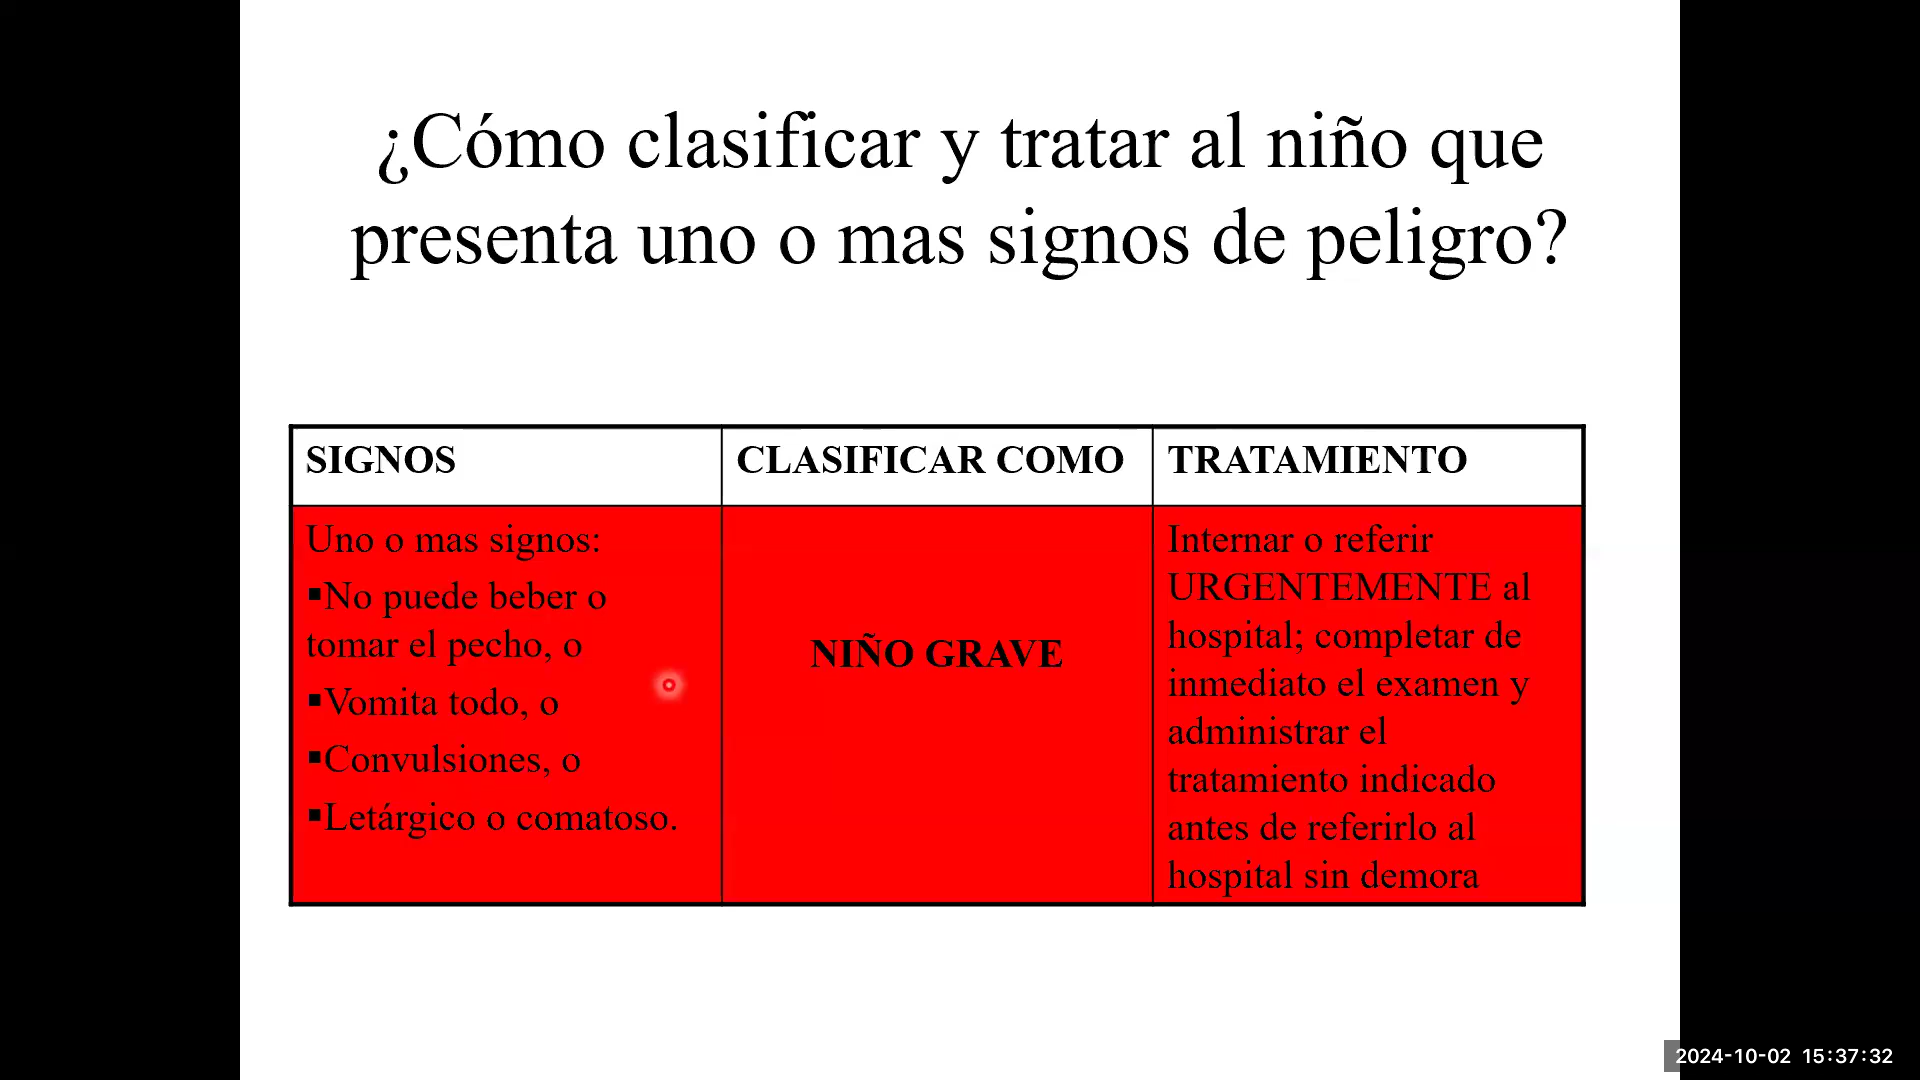 ¿Cómo clasificar y tratar al niño que
presenta uno o mas signos de peligro?
SIGNOS
CLASIFICAR COMO
TRATAMIENTO
Uno o mas signos:
▪No puede beber o
tomar el pecho, o
▪Vomita todo, o
▪Convulsiones, o
▪Letárgico o comatoso.
NIÑO GRAVE
Internar o referir
URGENTEMENTE al
hospital; completar de
inmediato el examen y
administrar el
tratamiento indicado
antes de referirlo al
hospital sin demora
2024-10-02 15:37:32